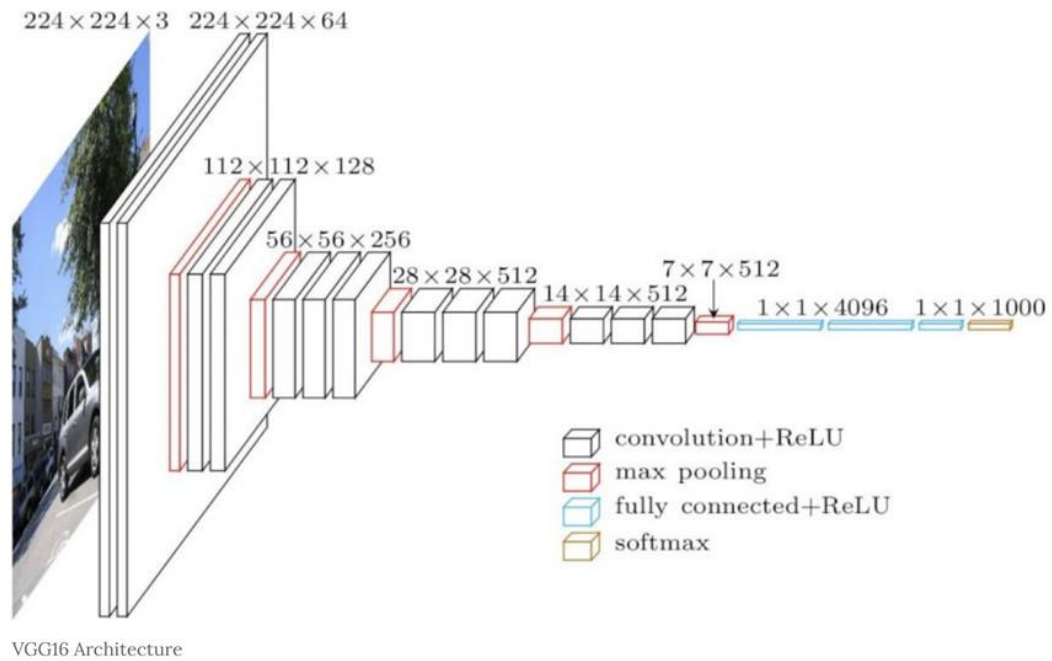 224×224×3
224×224×64
112×112×128
56×56×256
28×28×512
14×14×512
7×7×512
1×1×4096
1×1×1000
convolution+ReLU
max pooling
fully connected+ReLU
softmax
VGG16 Architecture